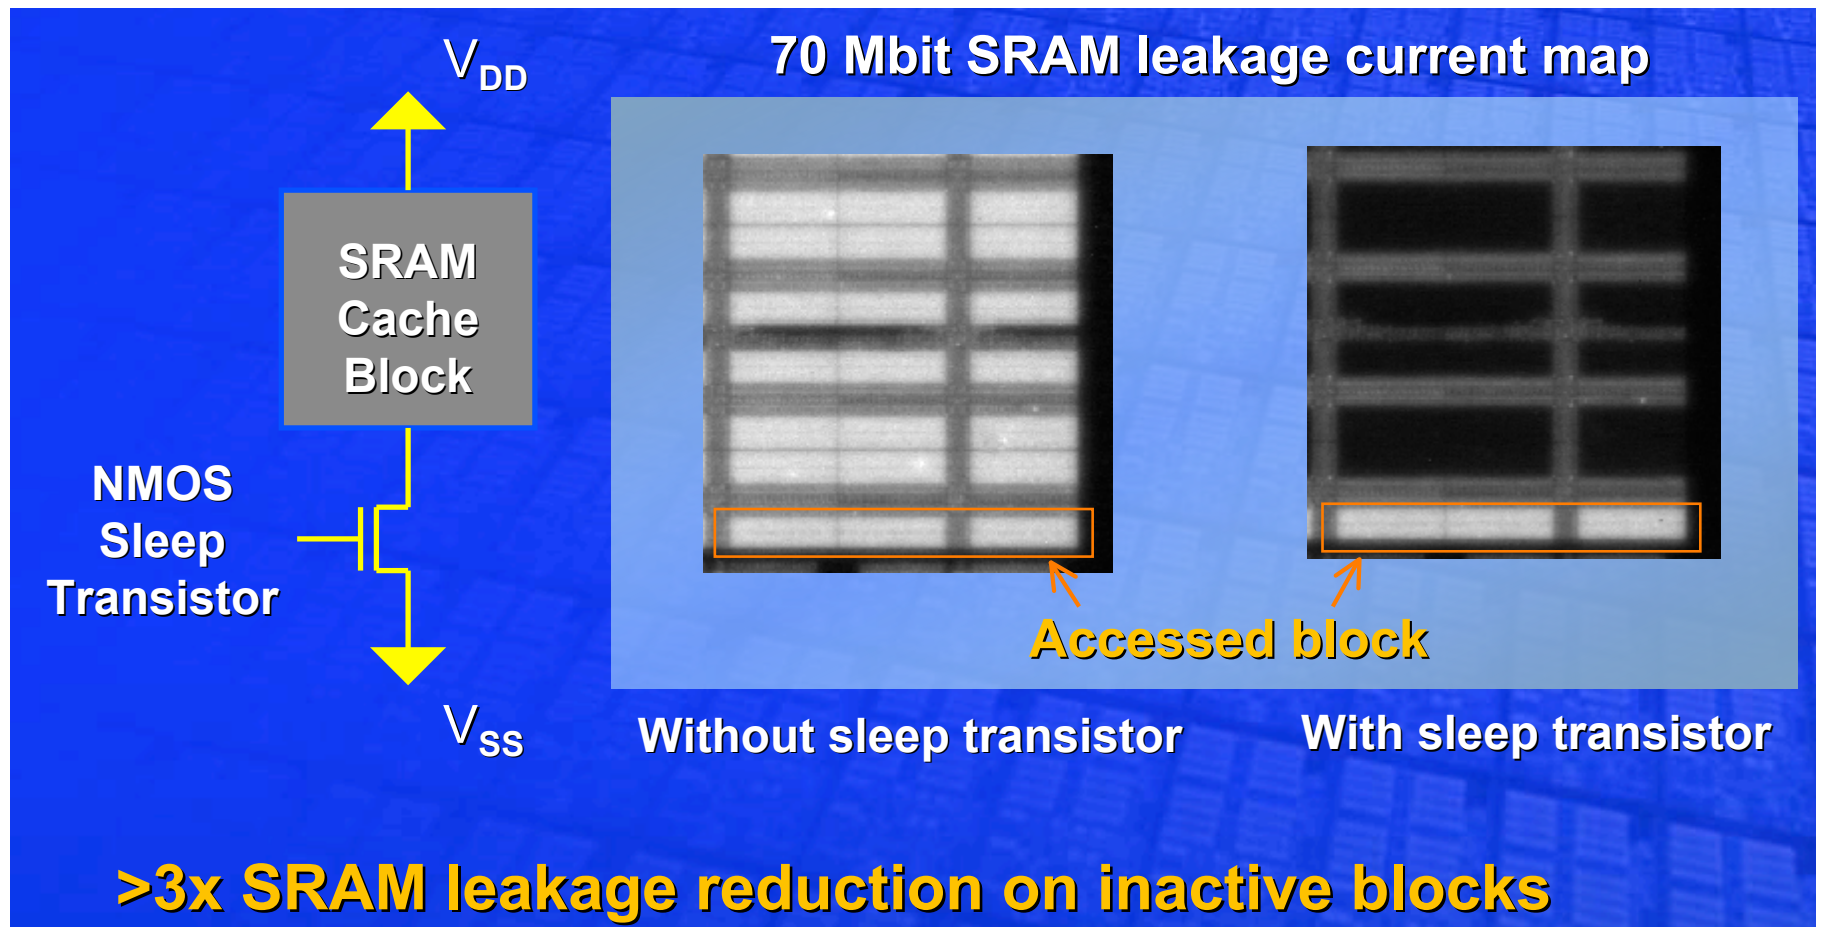 70 Mbit SRAM leakage current map
VDD
SRAM
Cache
Block
NMOS
Sleep
Transistor
VSS
Accessed block
Without sleep transistor
With sleep transistor
>3x SRAM leakage reduction on inactive blocks